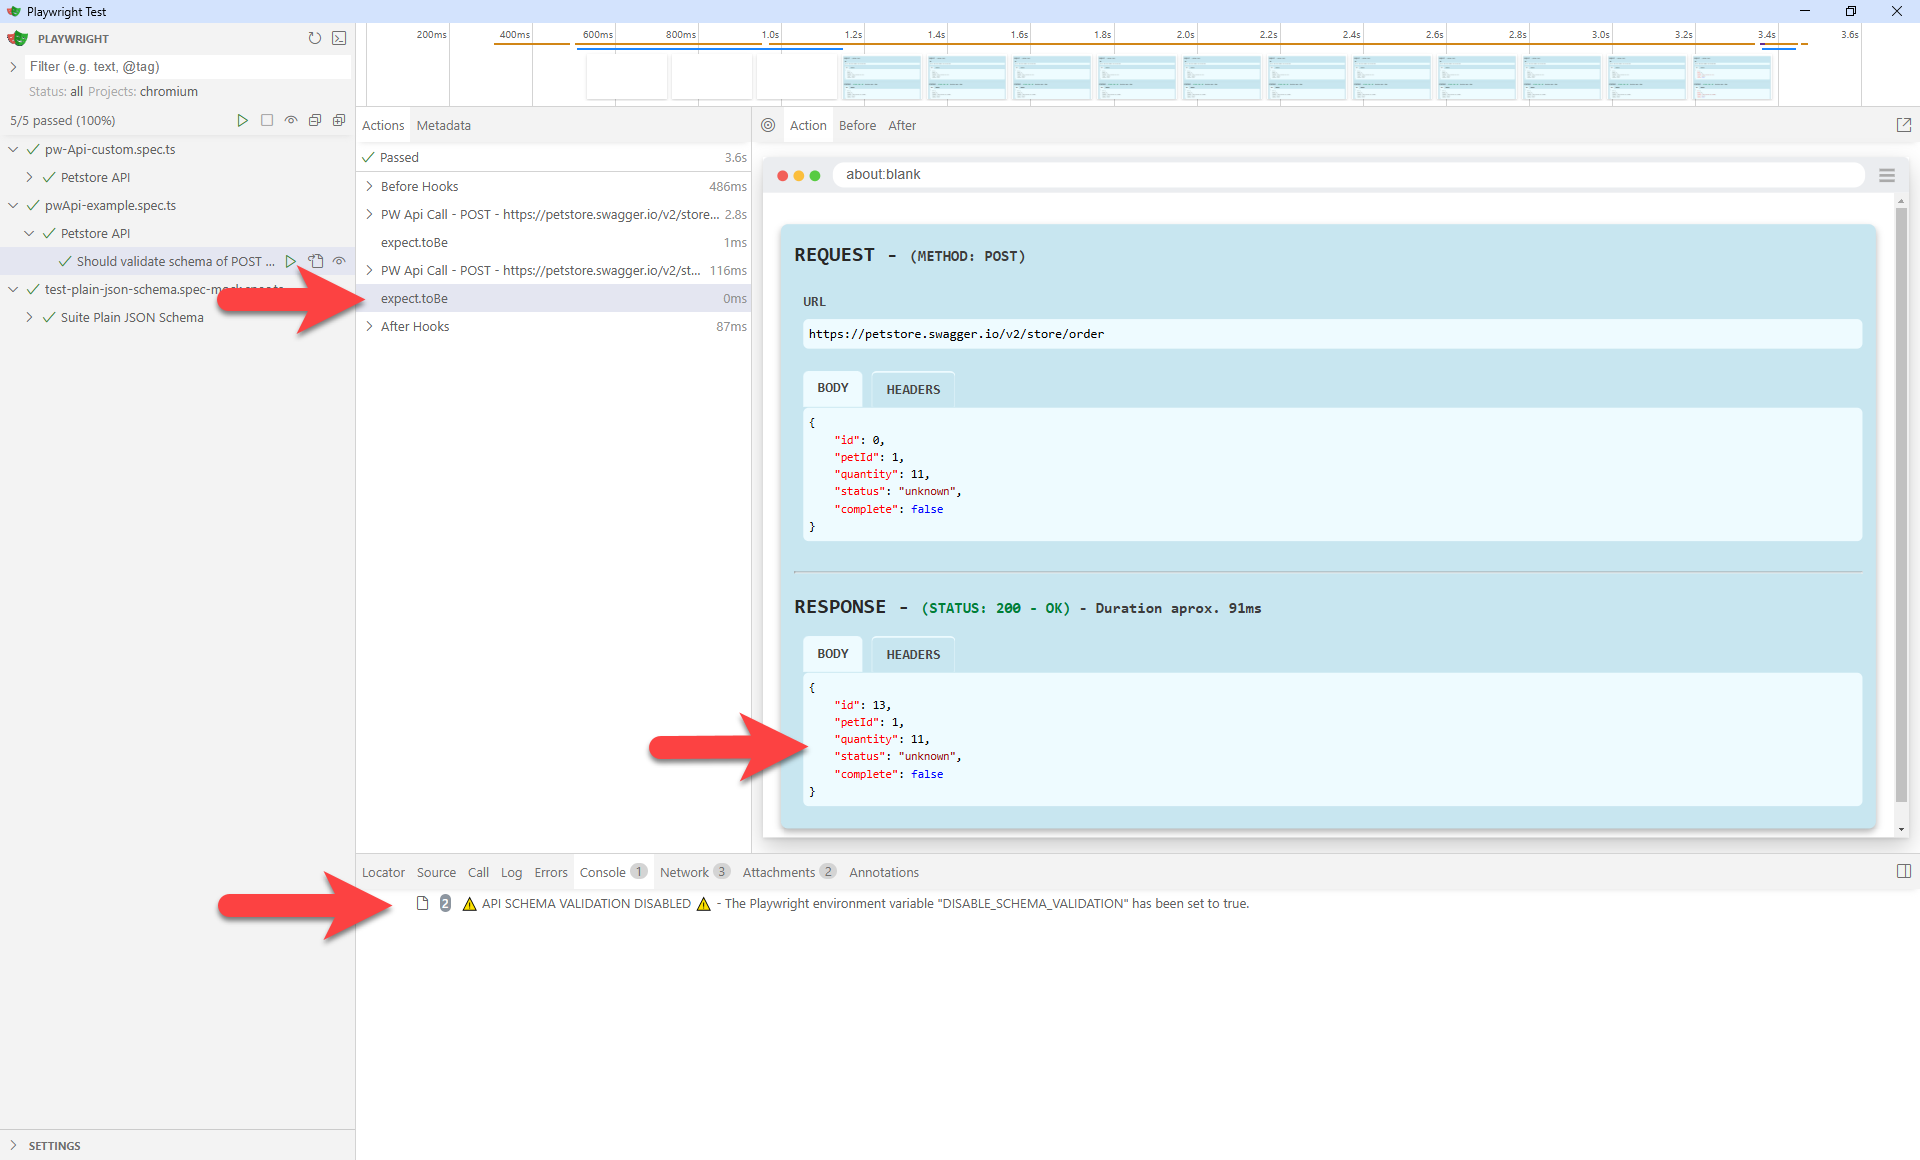 Playwright Test
PLAYWRIGHT
Filter (e.g. text, @tag)
Status: all Projects: chromium
5/5 passed (100%)
pw-Api-custom.spec.ts
Petstore API
pwApi-example.spec.ts
Petstore API
Should validate schema of POST ...
test-plain-json-schema.spec-mock.spec.ts
Suite Plain JSON Schema
SETTINGS
200ms 400ms 600ms 800ms 1.0s 1.2s 1.4s 1.6s 1.8s 2.0s 2.2s 2.4s 2.6s 2.8s 3.0s 3.2s 3.4s 3.6s
Actions Metadata
Passed 3.6s
Before Hooks 486ms
PW Api Call - POST - https://petstore.swagger.io/v2/store... 2.8s
expect.toBe 1ms
PW Api Call - POST - https://petstore.swagger.io/v2/st... 116ms
expect.toBe 0ms
After Hooks 87ms
Action Before After
about:blank
REQUEST - (METHOD: POST)
URL
https://petstore.swagger.io/v2/store/order
BODY HEADERS
{
"id": 0,
"petId": 1,
"quantity": 11,
"status": "unknown",
"complete": false
}
RESPONSE - (STATUS: 200 - OK) - Duration aprox. 91ms
BODY HEADERS
{
"id": 13,
"petId": 1,
"quantity": 11,
"status": "unknown",
"complete": false
}
Locator Source Call Log Errors Console 1 Network 3 Attachments 2 Annotations
2 ⚠ API SCHEMA VALIDATION DISABLED ⚠ - The Playwright environment variable "DISABLE_SCHEMA_VALIDATION" has been set to true.